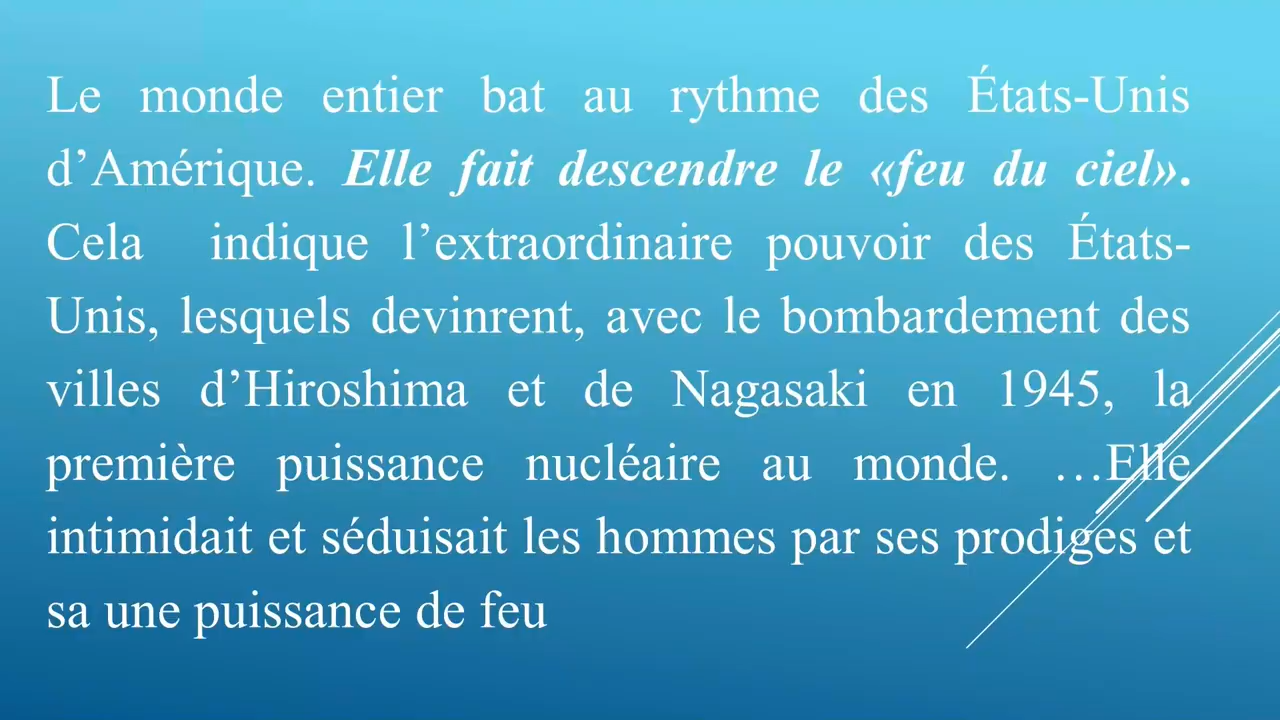 Le monde entier bat au rythme des États-Unis
d’Amérique. Elle fait descendre le «feu du ciel».
Cela indique l’extraordinaire pouvoir des États-
Unis, lesquels devinrent, avec le bombardement des
villes d’Hiroshima et de Nagasaki en 1945, la
première puissance nucléaire au monde. …Elle
intimidait et séduisait les hommes par ses prodiges et
sa une puissance de feu